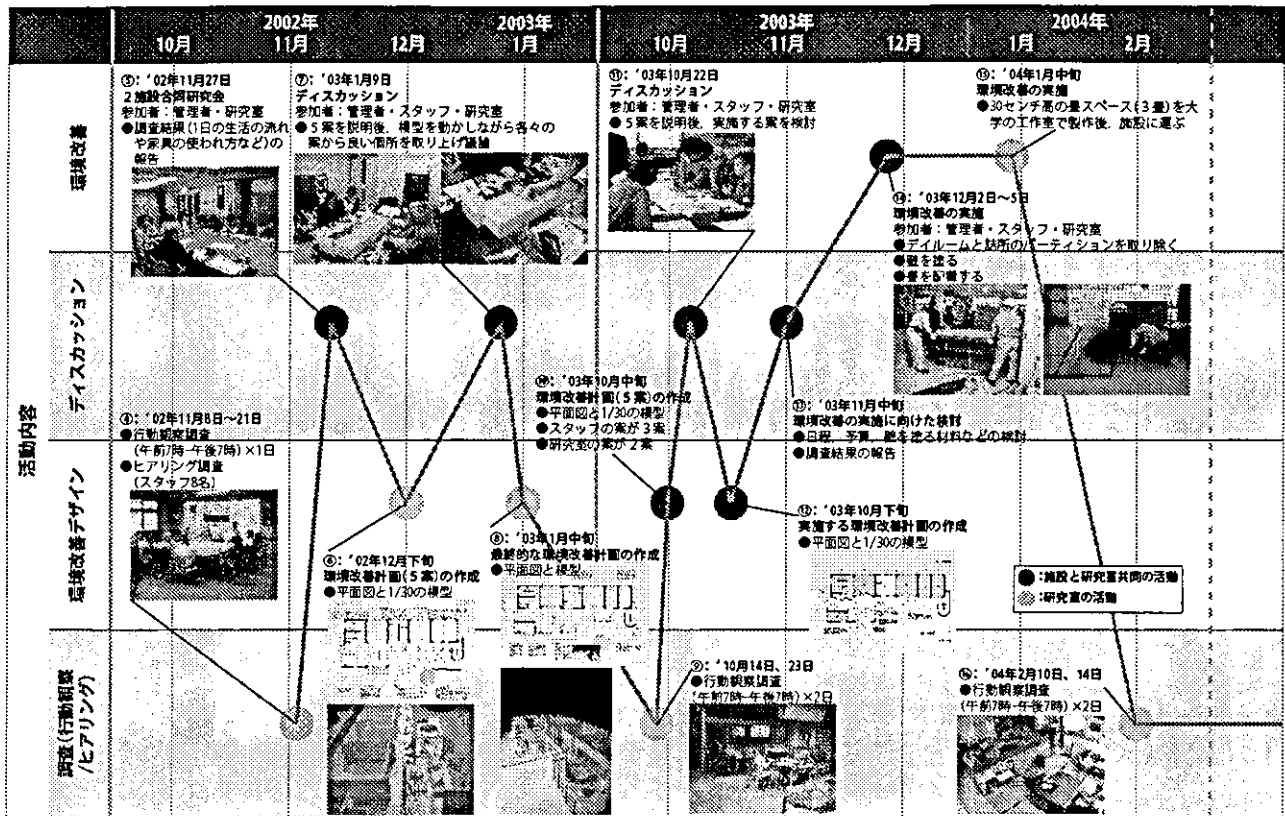 2002年
2003年
2003年
2004年
10月
11月
12月
1月
10月
11月
12月
1月
2月
活動内容
環境改善
ディスカッション
環境改善デザイン
調査(行動観察
/ヒアリング)
④: '02年11月6日〜21日
●行動観察調査
(午前7時-午後7時)×1日
●ヒアリング調査
(スタッフ8名)
⑤: '02年11月27日
2施設合同研究会
参加者:管理者・研究室
●調査結果(1日の生活の流れ
や家具の使われ方など)の
報告
⑥: '02年12月下旬
環境改善計画(5案)の作成
●平面図と1/30の模型
⑦: '03年1月9日
ディスカッション
参加者:管理者・スタッフ・研究室
●5案を説明後、模型を動かしながら各々の
案から良い個所を取り上げ議論
⑧: '03年1月中旬
最終的な環境改善計画の作成
●平面図と模型
⑨: '10月14日、23日
●行動観察調査
(午前7時-午後7時)×2日
⑩: '03年10月中旬
環境改善計画(5案)の作成
●平面図と1/30の模型
●スタッフの案が3案
●研究室の案が2案
⑪: '03年10月22日
ディスカッション
参加者:管理者・スタッフ・研究室
●5案を説明後、実施する案を検討
⑫: '03年10月下旬
実施する環境改善計画の作成
●平面図と1/30の模型
⑬: '03年11月中旬
環境改善の実施に向けた検討
●日程、予算、壁を塗る材料などの検討
●調査結果の報告
⑭: '03年12月2日〜5日
環境改善の実施
参加者:管理者・スタッフ・研究室
●デイルームと詰所のパーティションを取り除く
●壁を塗る
●畳を配置する
⑮: '04年1月中旬
環境改善の実施
●30センチ高の畳スペース(3畳)を大
学の工作室で製作後、施設に運ぶ
⑯: '04年2月10日、14日
●行動観察調査
(午前7時-午後7時)×2日
:施設と研究室共同の活動
:研究室の活動